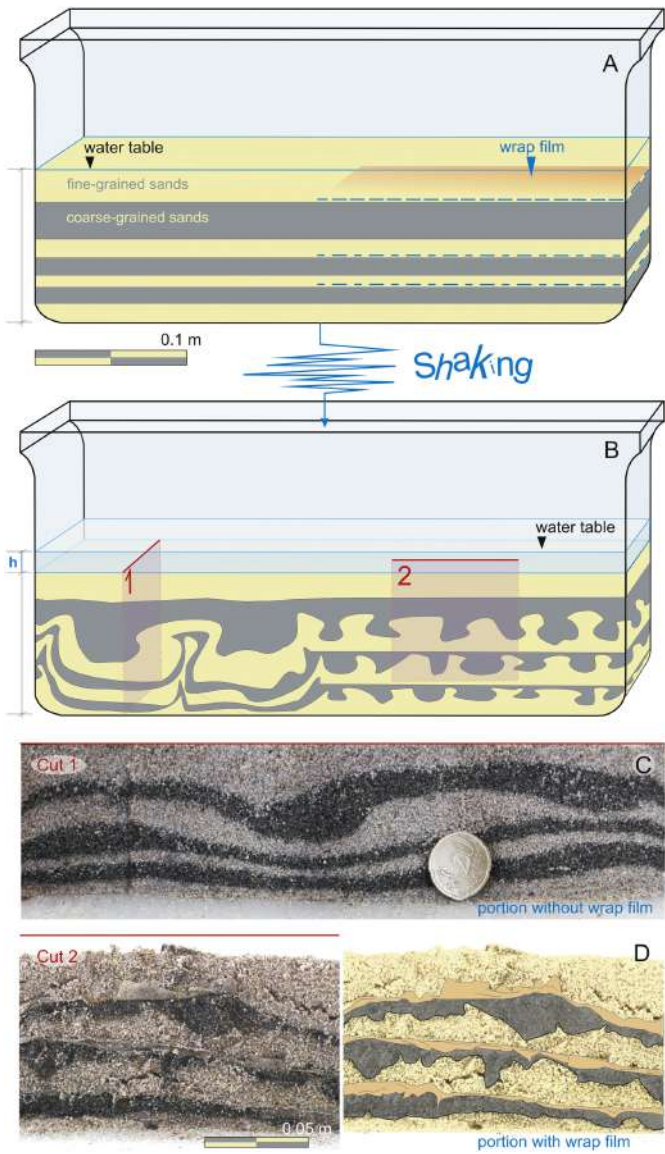 A
water table
wrap film
fine-grained sands
coarse-grained sands
0.1 m
Shaking
B
water table
h
1
2
Cut 1
C
portion without wrap film
Cut 2
D
0.05 m
portion with wrap film